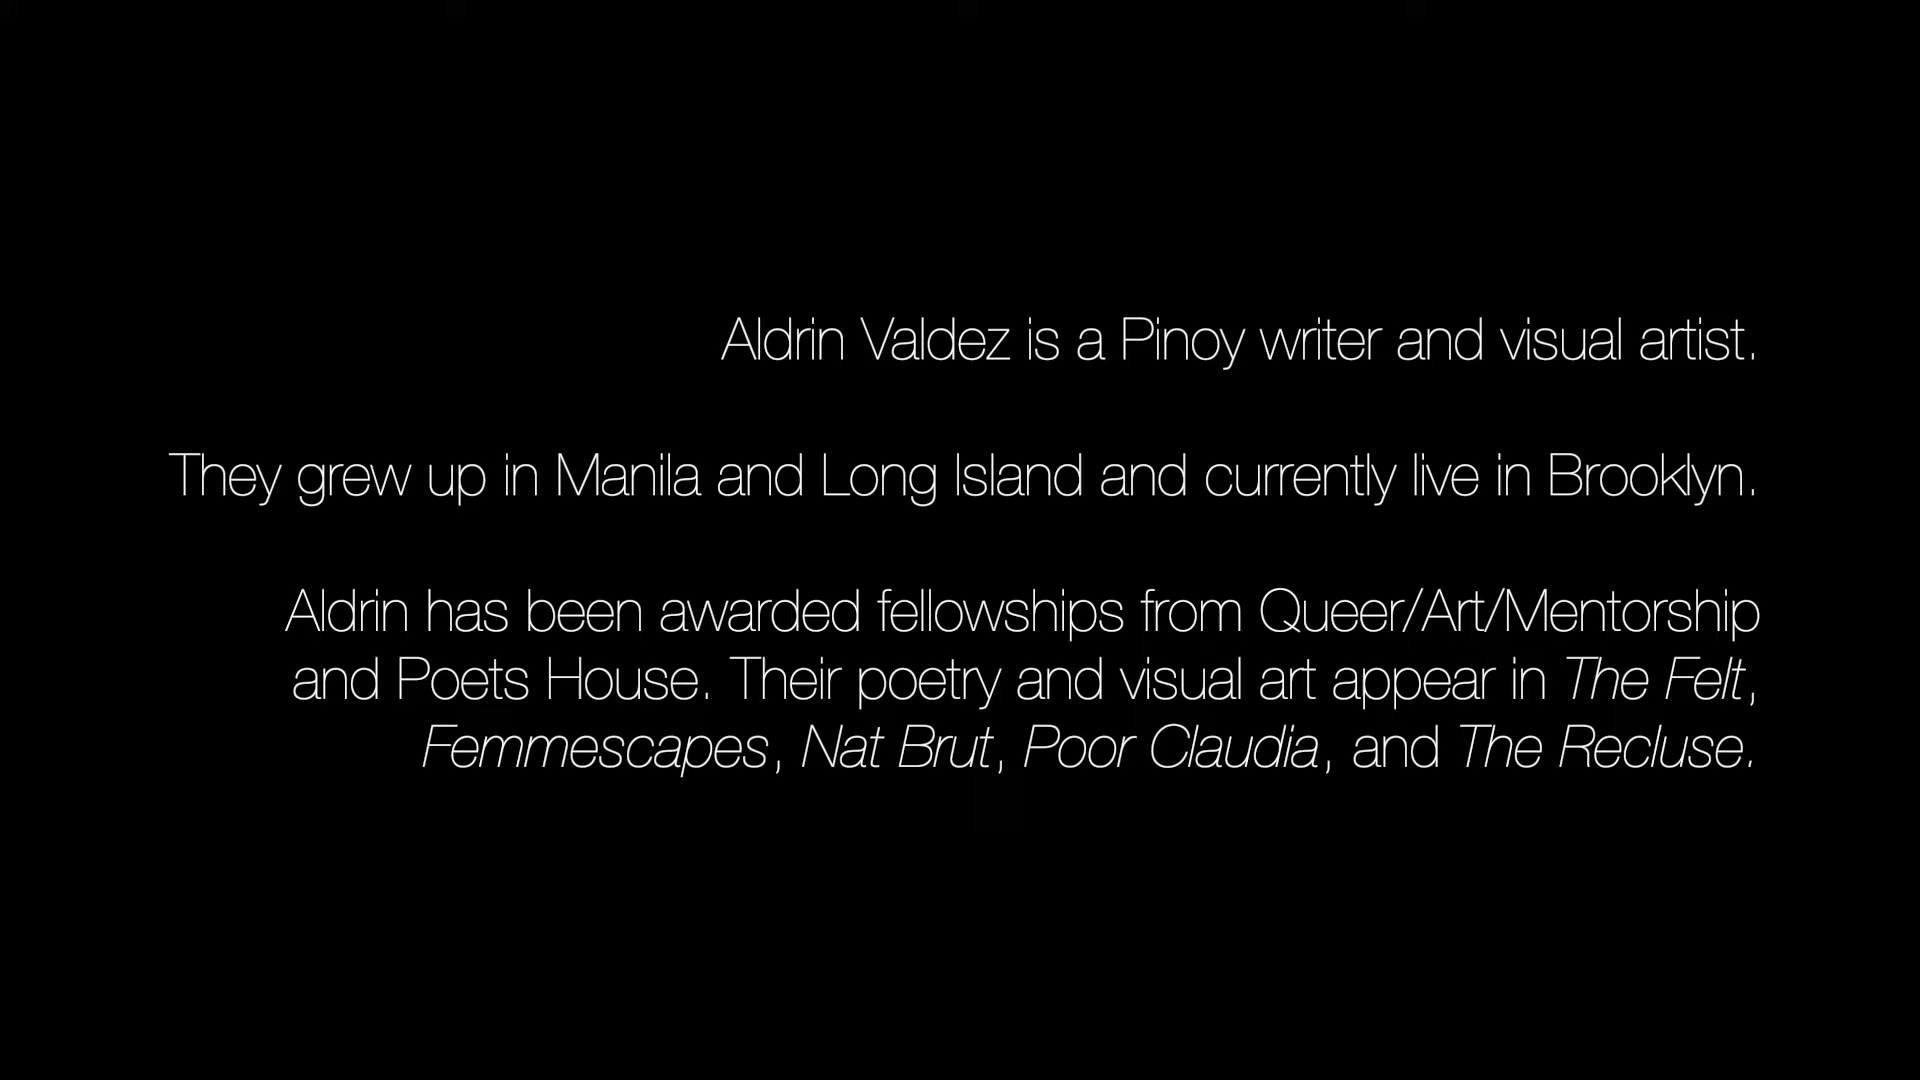 Aldrin Valdez is a Pinoy writer and visual artist.
They grew up in Manila and Long Island and currently live in Brooklyn.
Aldrin has been awarded fellowships from Queer/Art/Mentorship
and Poets House. Their poetry and visual art appear in The Felt,
Femmescapes, Nat Brut, Poor Claudia, and The Recluse.